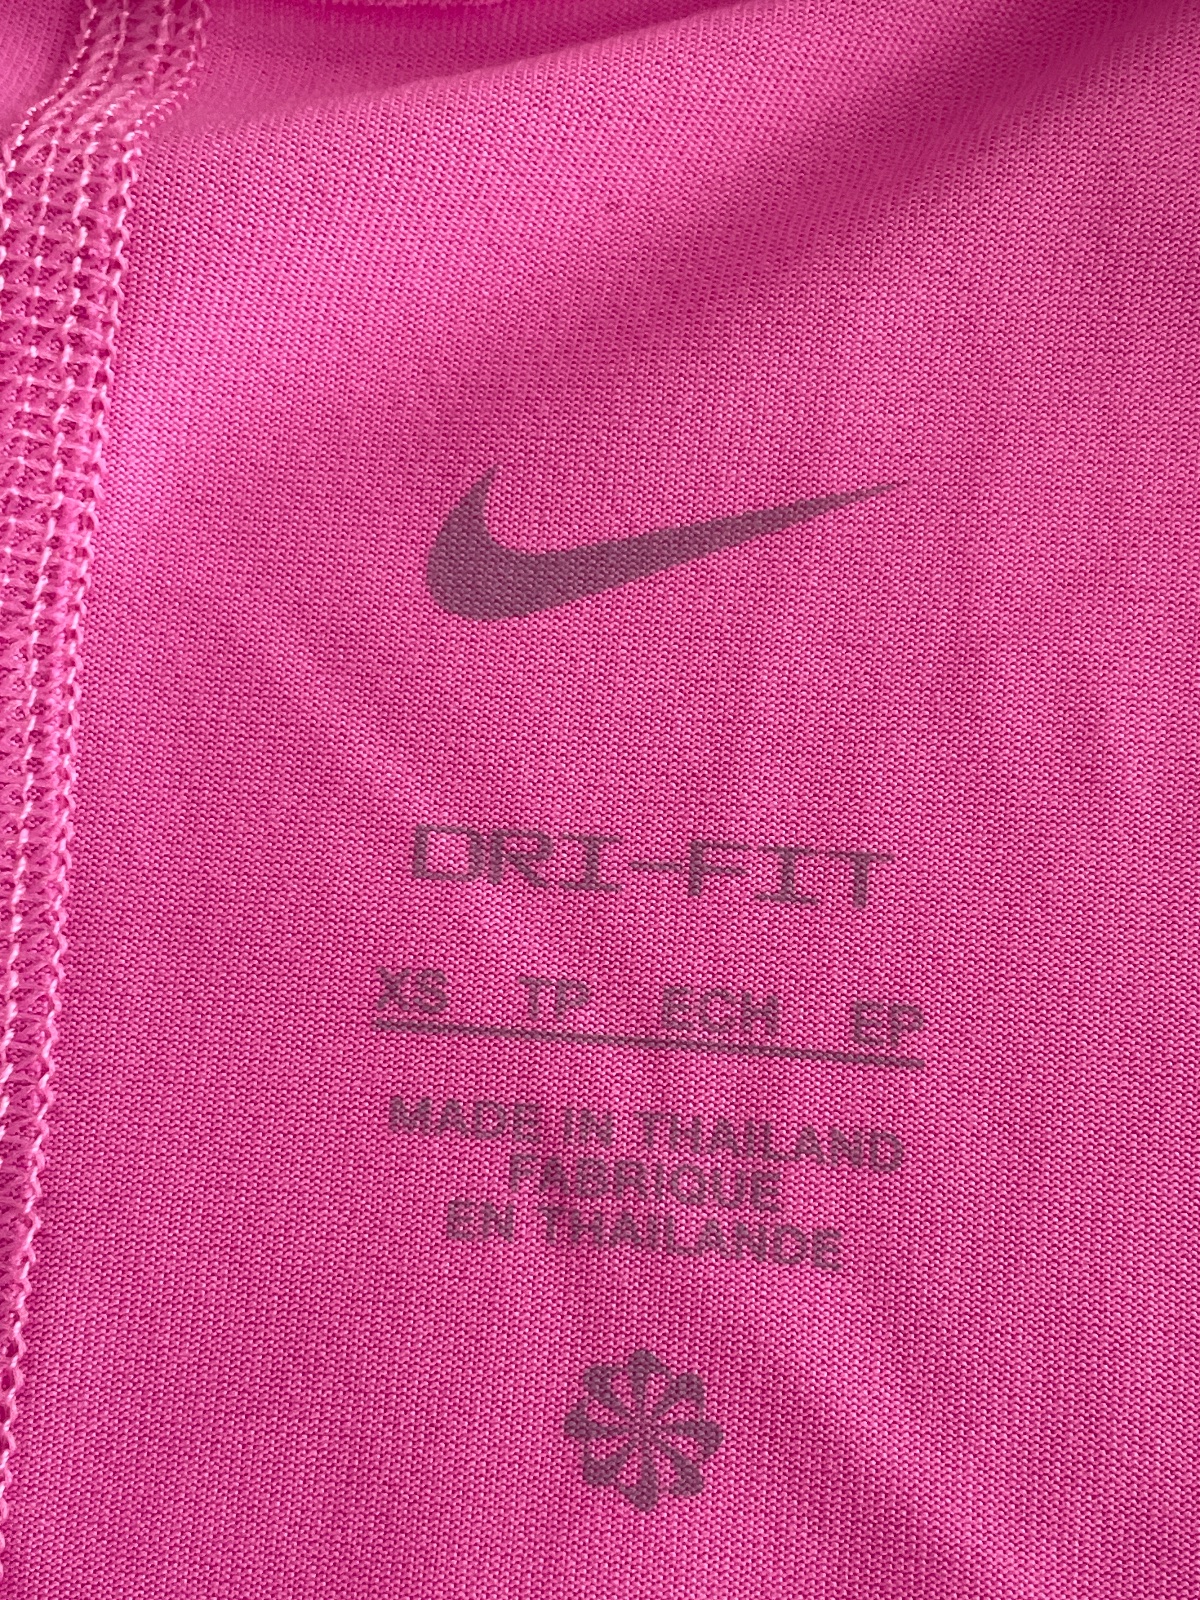 DRI-FIT
XS TP ECH EP
MADE IN THAILAND
FABRIQUE
EN THAILANDE